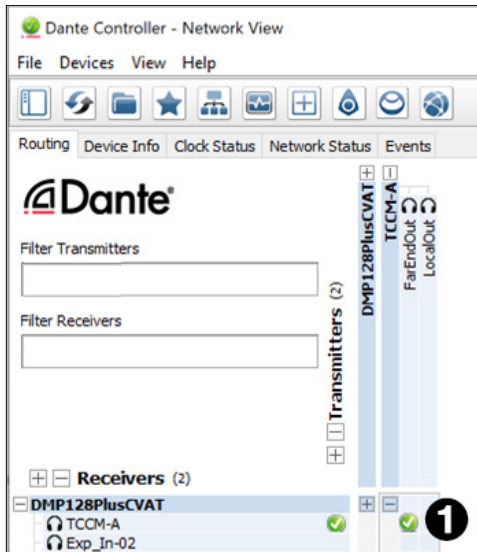 Dante Controller - Network View
File Devices View Help
Routing Device Info Clock Status Network Status Events
Dante®
Filter Transmitters
Filter Receivers
Transmitters (2)
DMP128PlusCVAT
TCCM-A
FarEndOut
LocalOut
Receivers (2)
DMP128PlusCVAT
TCCM-A
Exp_In-02
1